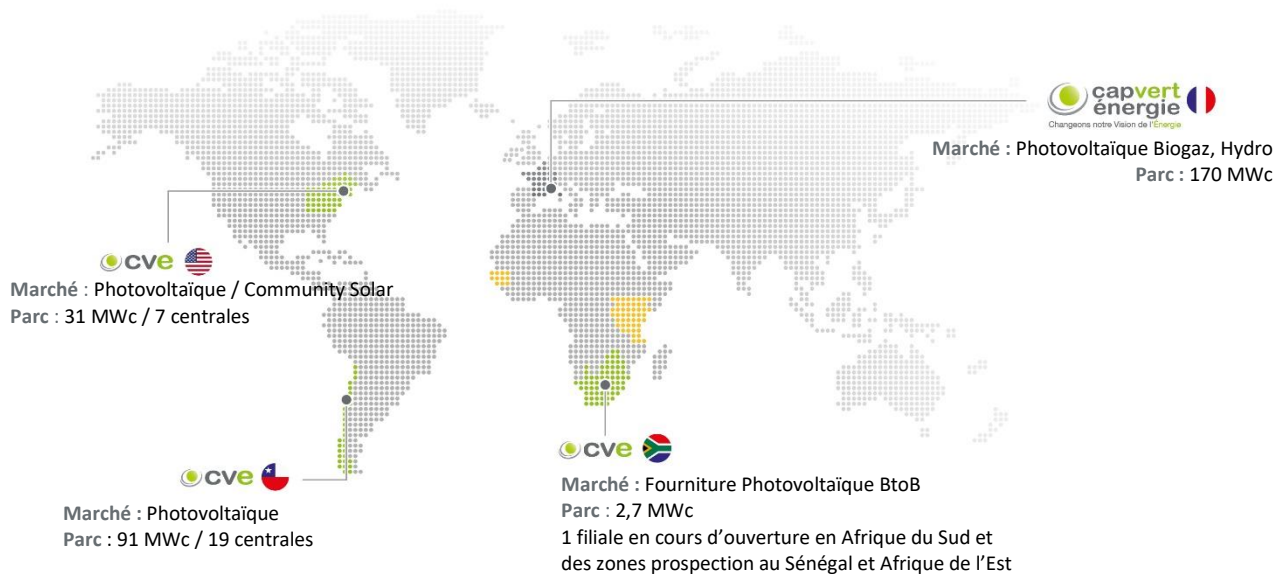 capvert
énergie
Changeons notre Vision de l'Énergie
Marché : Photovoltaïque Biogaz, Hydro
Parc : 170 MWc
cve
Marché : Photovoltaïque / Community Solar
Parc : 31 MWc / 7 centrales
cve
Marché : Photovoltaïque
Parc : 91 MWc / 19 centrales
cve
Marché : Fourniture Photovoltaïque BtoB
Parc : 2,7 MWc
1 filiale en cours d’ouverture en Afrique du Sud et
des zones prospection au Sénégal et Afrique de l’Est